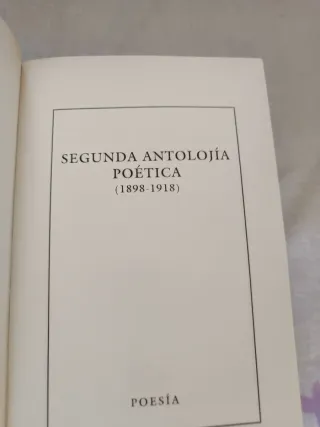 SEGUNDA ANTOLOJÍA
POÉTICA
(1898-1918)
POESÍA